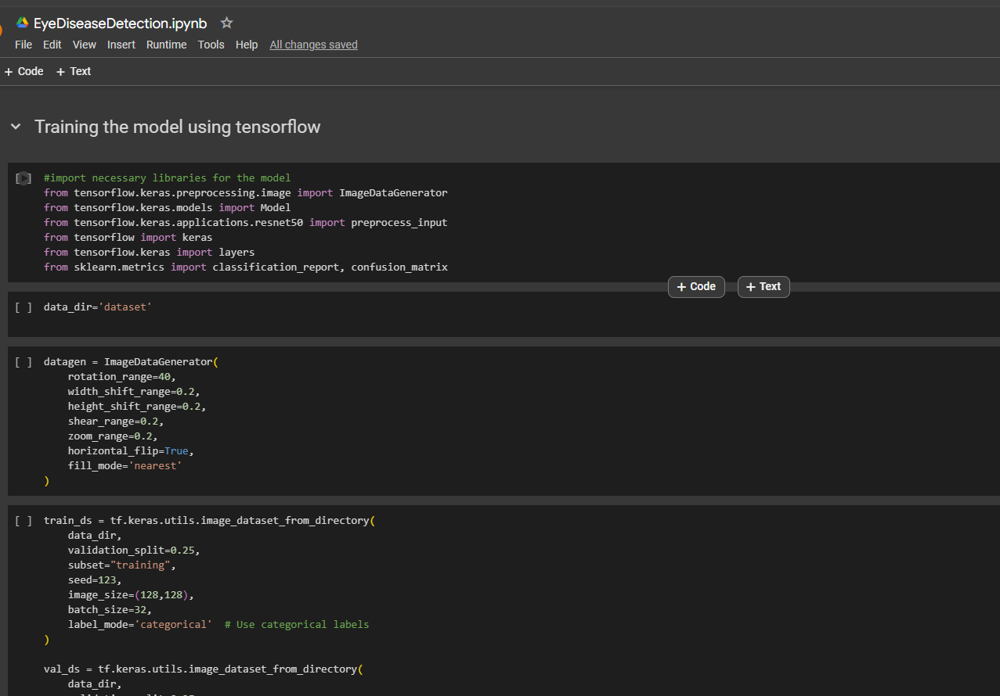 EyeDiseaseDetection.ipynb
File Edit View Insert Runtime Tools Help All changes saved
+ Code + Text
Training the model using tensorflow
[ ] #import necessary libraries for the model
from tensorflow.keras.preprocessing.image import ImageDataGenerator
from tensorflow.keras.models import Model
from tensorflow.keras.applications.resnet50 import preprocess_input
from tensorflow import keras
from tensorflow.keras import layers
from sklearn.metrics import classification_report, confusion_matrix
+ Code + Text
[ ] data_dir='dataset'
[ ] datagen = ImageDataGenerator(
    rotation_range=40,
    width_shift_range=0.2,
    height_shift_range=0.2,
    shear_range=0.2,
    zoom_range=0.2,
    horizontal_flip=True,
    fill_mode='nearest'
)
[ ] train_ds = tf.keras.utils.image_dataset_from_directory(
    data_dir,
    validation_split=0.25,
    subset="training",
    seed=123,
    image_size=(128,128),
    batch_size=32,
    label_mode='categorical'  # Use categorical labels
)
val_ds = tf.keras.utils.image_dataset_from_directory(
    data_dir,